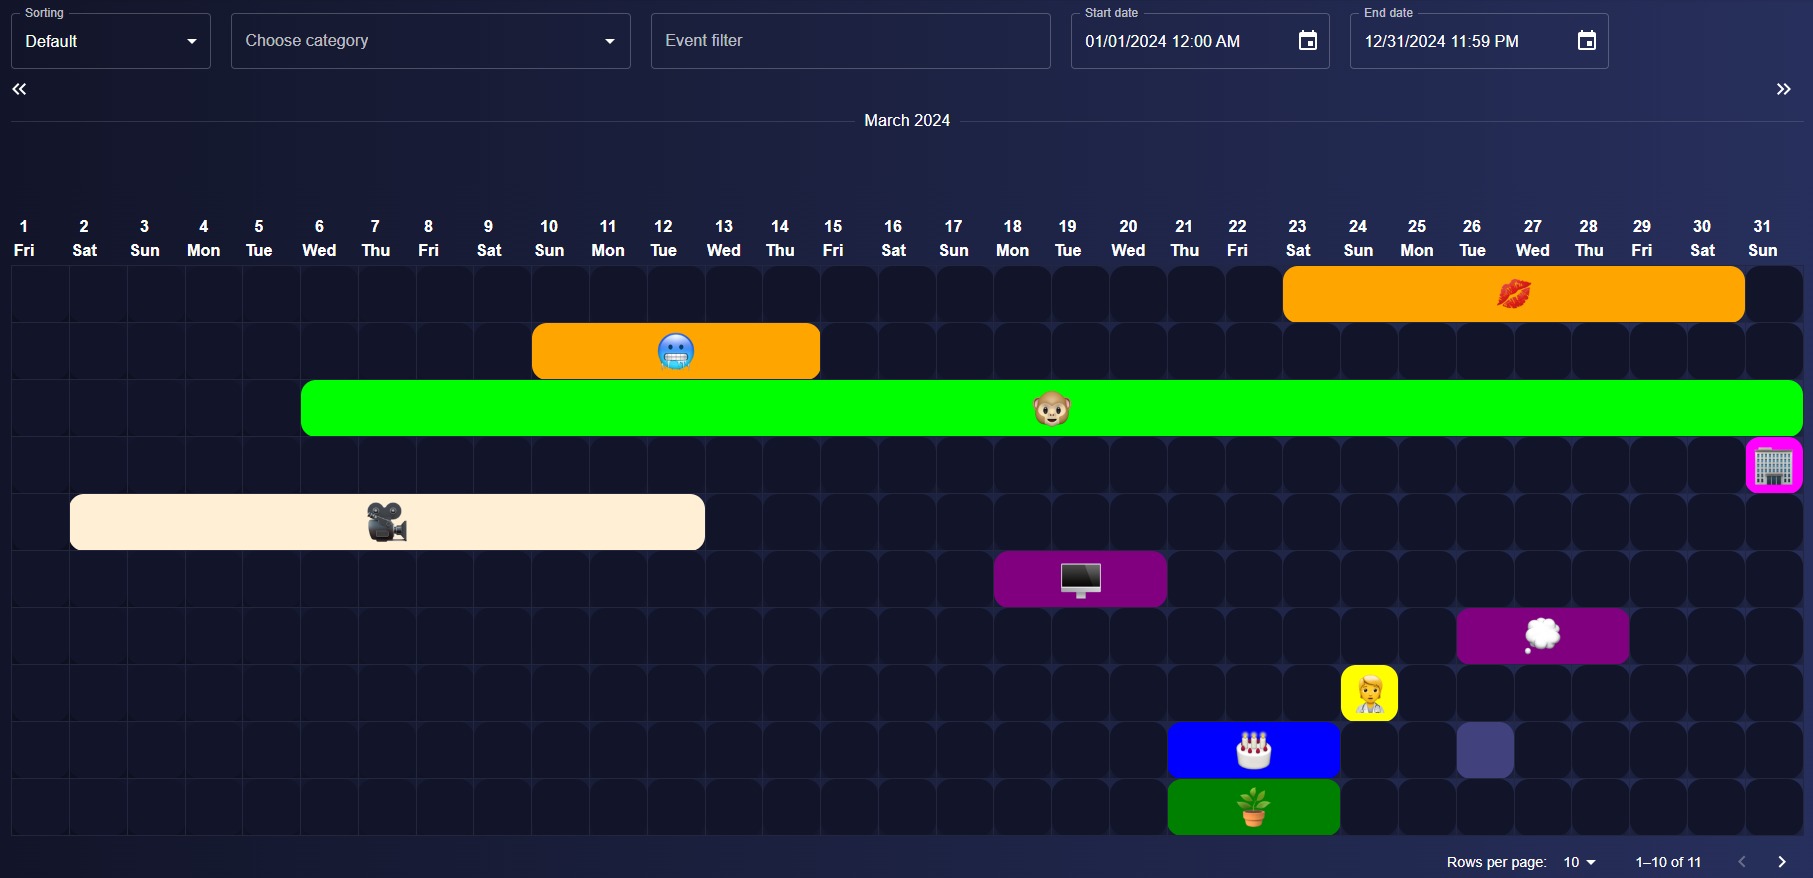 Sorting Start date End date
Default Choose category Event filter 01/01/2024 12:00 AM 12/31/2024 11:59 PM
March 2024
1 2 3 4 5 6 7 8 9 10 11 12 13 14 15 16 17 18 19 20 21 22 23 24 25 26 27 28 29 30 31
Fri Sat Sun Mon Tue Wed Thu Fri Sat Sun Mon Tue Wed Thu Fri Sat Sun Mon Tue Wed Thu Fri Sat Sun Mon Tue Wed Thu Fri Sat Sun
Rows per page: 10 1–10 of 11